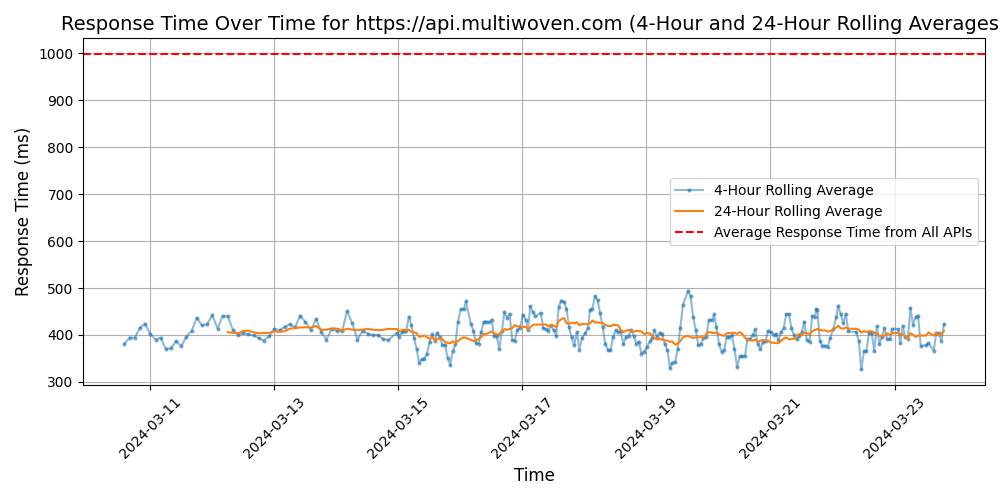 Response Time Over Time for https://api.multiwoven.com (4-Hour and 24-Hour Rolling Averages
Response Time (ms)
1000
900
800
700
600
500
400
300
4-Hour Rolling Average
24-Hour Rolling Average
Average Response Time from All APIs
2024-03-11
2024-03-13
2024-03-15
2024-03-17
2024-03-19
2024-03-21
2024-03-23
Time